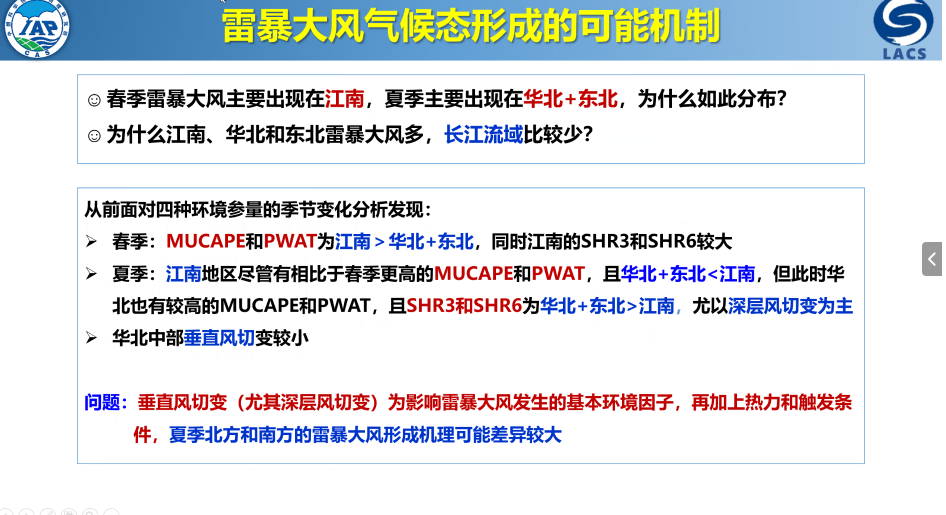 雷暴大风气候态形成的可能机制
IAP
CAS
LACS
☺春季雷暴大风主要出现在江南，夏季主要出现在华北+东北，为什么如此分布？
☺为什么江南、华北和东北雷暴大风多，长江流域比较少？
从前面对四种环境参量的季节变化分析发现：
➢ 春季：MUCAPE和PWAT为江南＞华北+东北，同时江南的SHR3和SHR6较大
➢ 夏季：江南地区尽管有相比于春季更高的MUCAPE和PWAT，且华北+东北<江南，但此时华
北也有较高的MUCAPE和PWAT，且SHR3和SHR6为华北+东北>江南，尤以深层风切变为主
➢ 华北中部垂直风切变较小
问题：垂直风切变（尤其深层风切变）为影响雷暴大风发生的基本环境因子，再加上热力和触发条
件，夏季北方和南方的雷暴大风形成机理可能差异较大